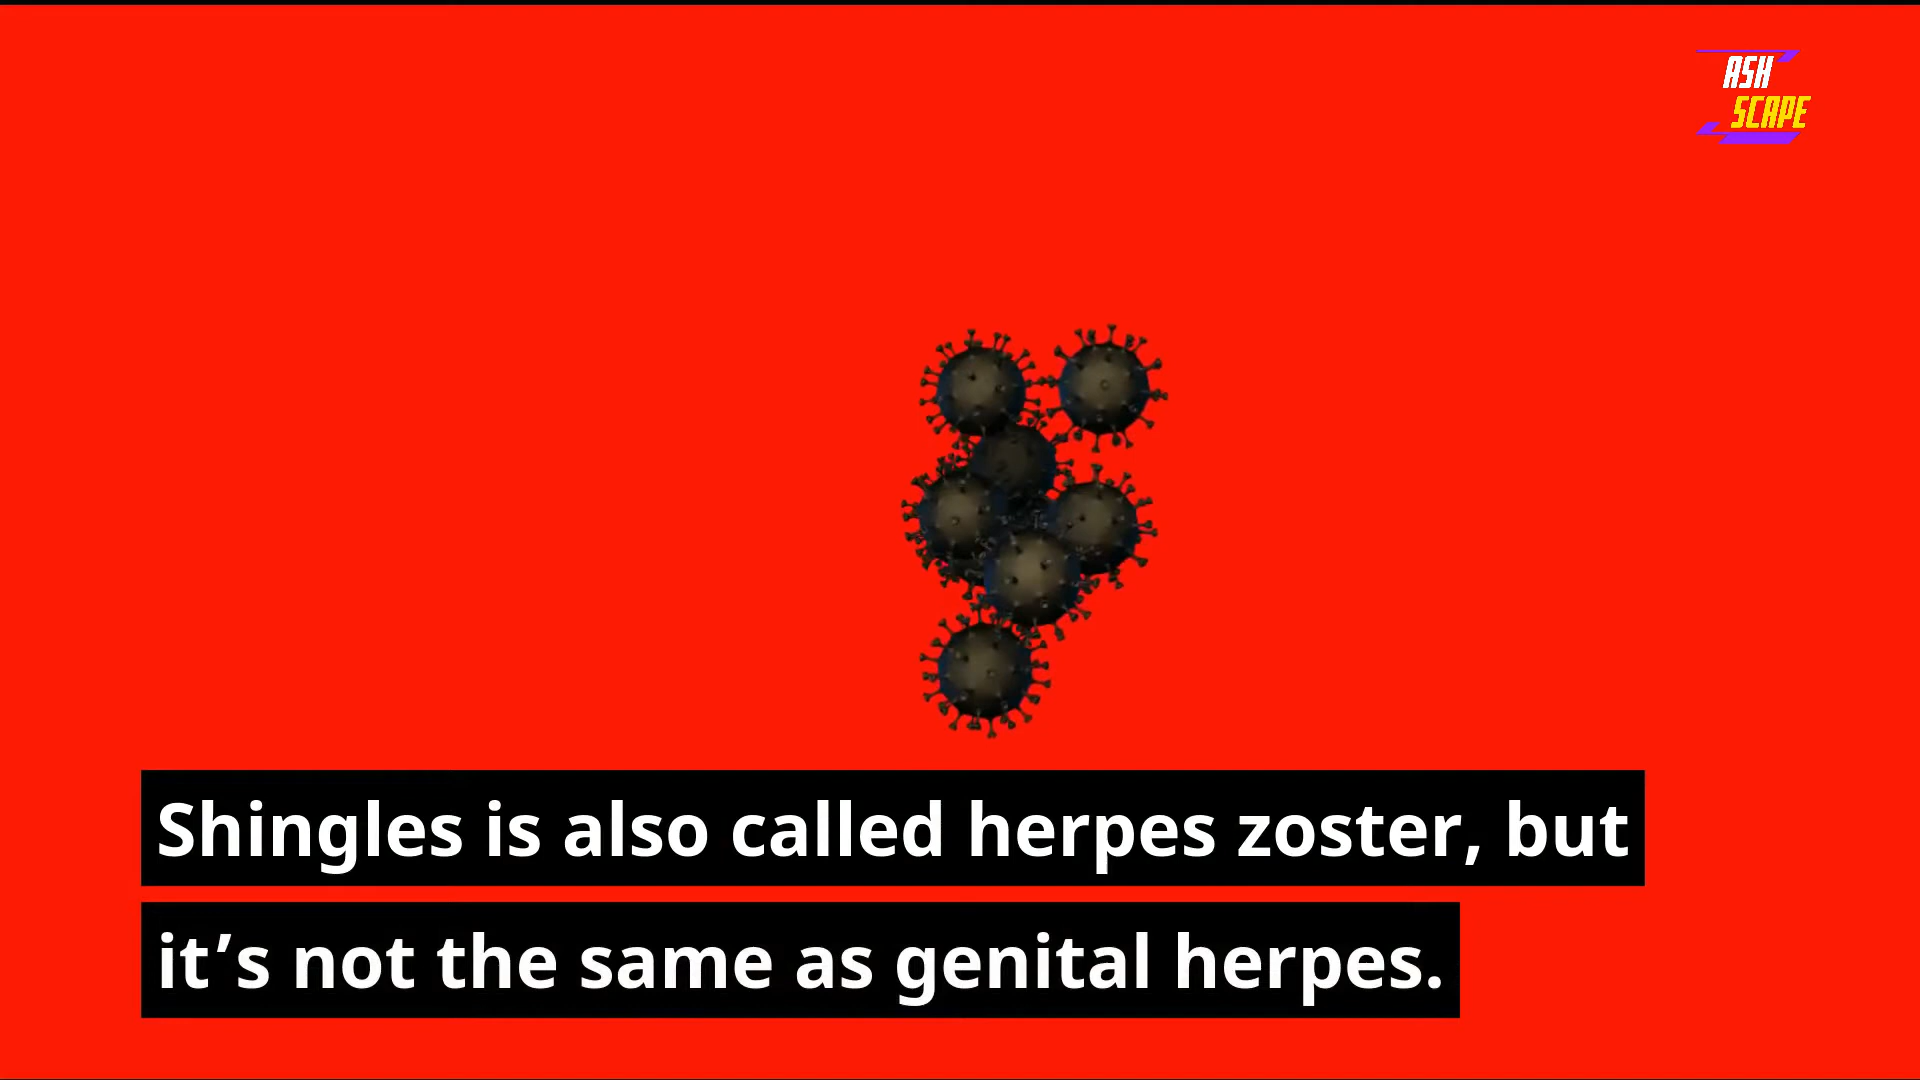 ASH
SCAPE
Shingles is also called herpes zoster, but
it’s not the same as genital herpes.